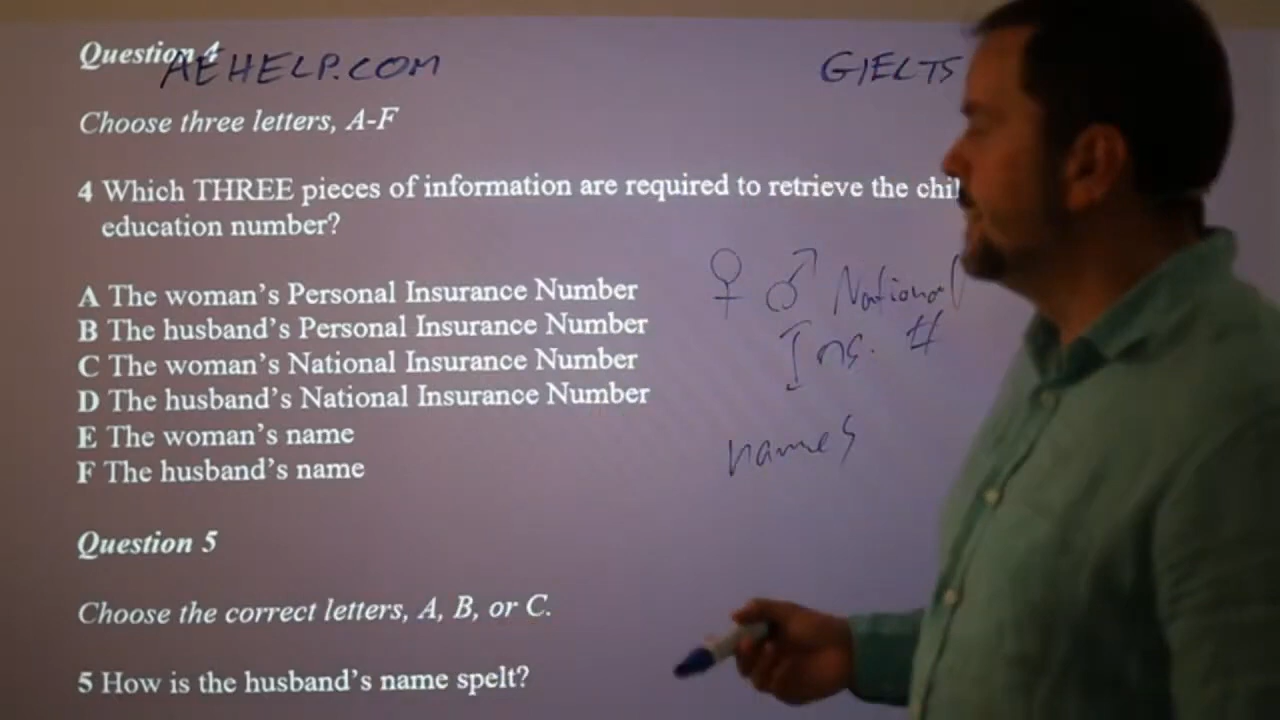 Question 4
AEHELP.COM
GIELTS
Choose three letters, A-F
4 Which THREE pieces of information are required to retrieve the chil
education number?
♀ ♂ National
Ins. #
names
A The woman's Personal Insurance Number
B The husband's Personal Insurance Number
C The woman's National Insurance Number
D The husband's National Insurance Number
E The woman's name
F The husband's name
Question 5
Choose the correct letters, A, B, or C.
5 How is the husband's name spelt?